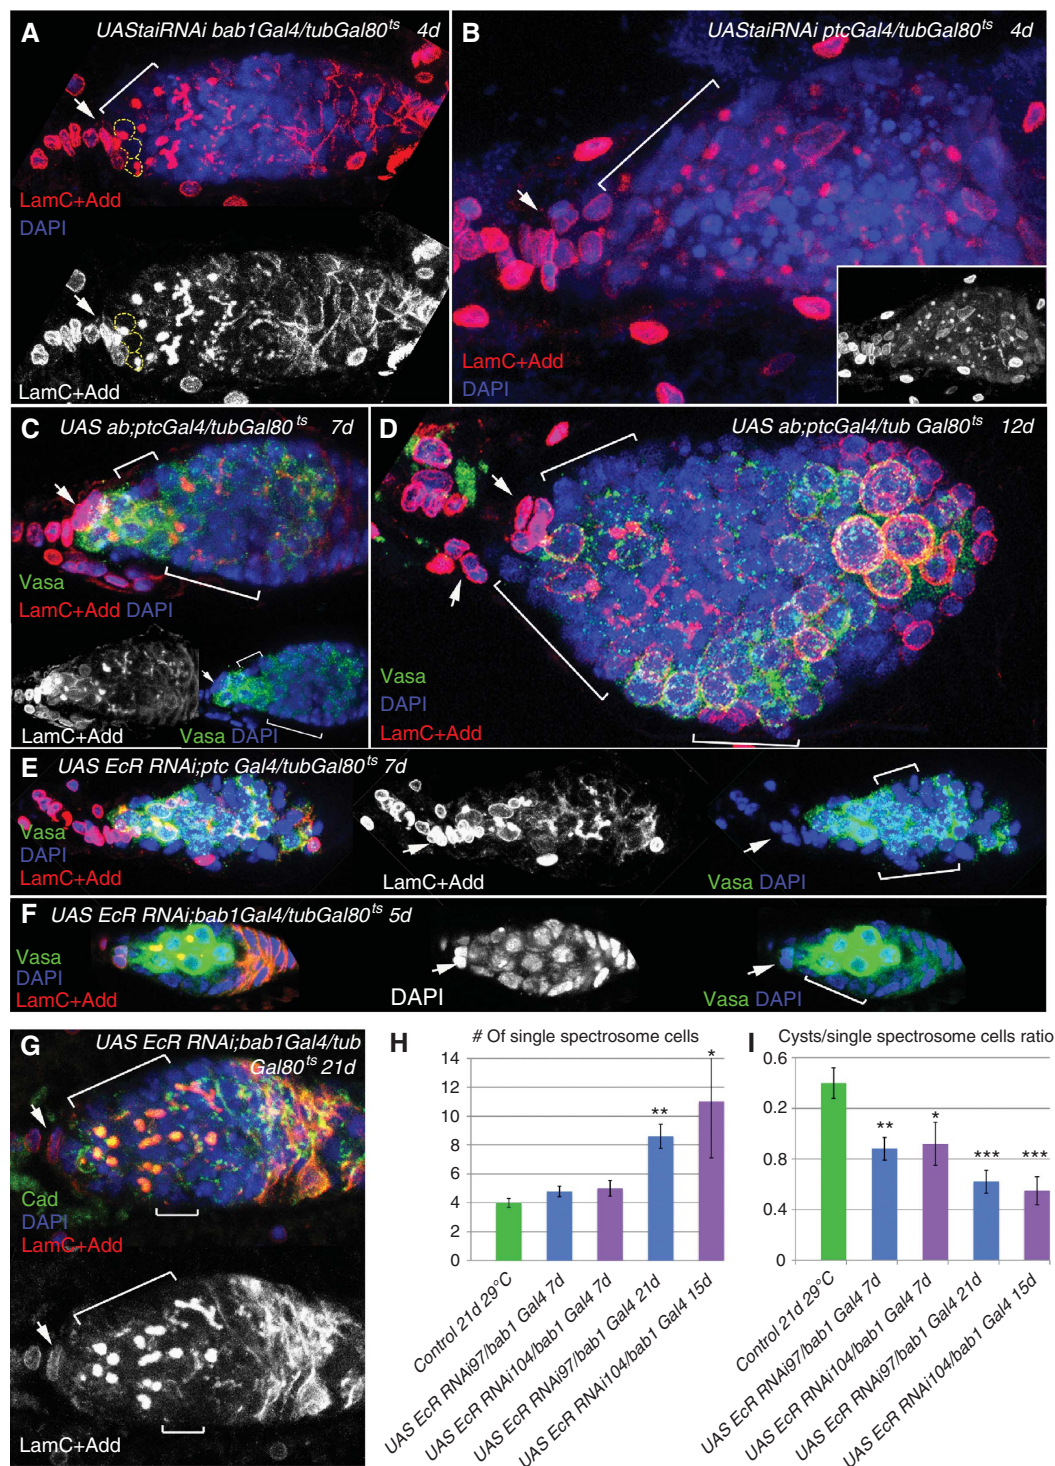 A UAStaiRNAi bab1Gal4/tubGal80ts 4d
LamC+Add
DAPI
LamC+Add
B UAStaiRNAi ptcGal4/tubGal80ts 4d
LamC+Add
DAPI
C UAS ab;ptcGal4/tubGal80ts 7d
Vasa
LamC+Add DAPI
LamC+Add
Vasa DAPI
D UAS ab;ptcGal4/tub Gal80ts 12d
Vasa
DAPI
LamC+Add
E UAS EcR RNAi;ptc Gal4/tubGal80ts 7d
Vasa
DAPI
LamC+Add
LamC+Add
Vasa DAPI
F UAS EcR RNAi;bab1Gal4/tubGal80ts 5d
Vasa
DAPI
LamC+Add
DAPI
Vasa DAPI
G UAS EcR RNAi;bab1Gal4/tub
Gal80ts 21d
Cad
DAPI
LamC+Add
LamC+Add
H # Of single spectrosome cells
14
12
10
8
6
4
2
0
**
*
Control 21d 29°C
UAS EcR RNAi97/bab1 Gal4 7d
UAS EcR RNAi104/bab1 Gal4 7d
UAS EcR RNAi97/bab1 Gal4 21d
UAS EcR RNAi104/bab1 Gal4 15d
I Cysts/single spectrosome cells ratio
0.6
0.2
0.8
0.4
0
**
*
***
***
Control 21d 29°C
UAS EcR RNAi97/bab1 Gal4 7d
UAS EcR RNAi104/bab1 Gal4 7d
UAS EcR RNAi97/bab1 Gal4 21d
UAS EcR RNAi104/bab1 Gal4 15d